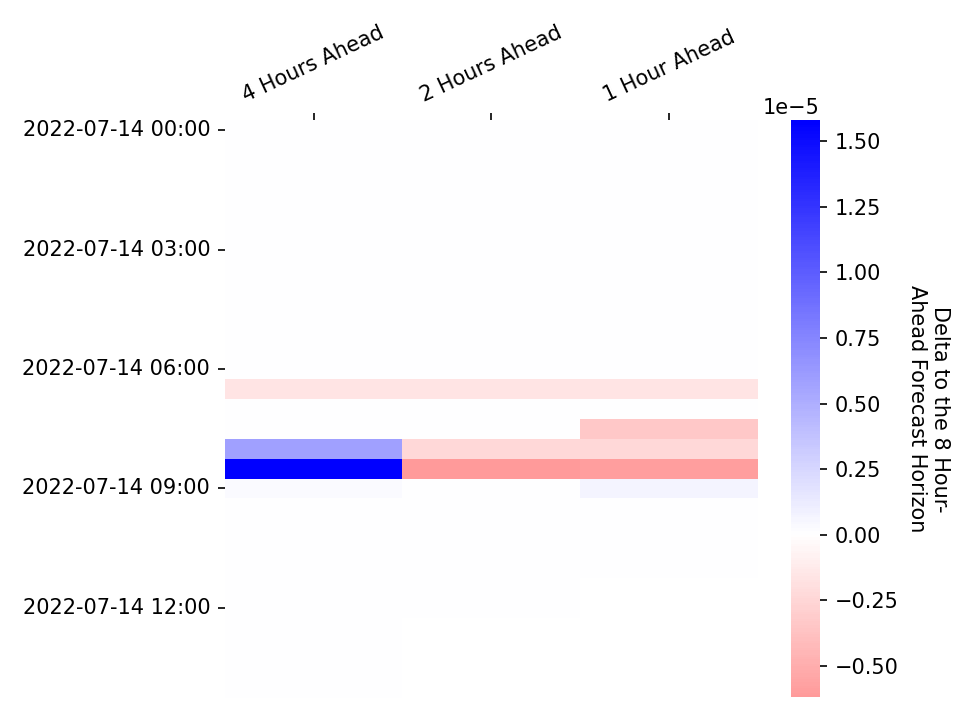 4 Hours Ahead
2 Hours Ahead
1 Hour Ahead
1e−5
2022-07-14 00:00
2022-07-14 03:00
2022-07-14 06:00
2022-07-14 09:00
2022-07-14 12:00
1.50
1.25
1.00
0.75
0.50
0.25
0.00
−0.25
−0.50
Delta to the 8 Hour-
Ahead Forecast Horizon